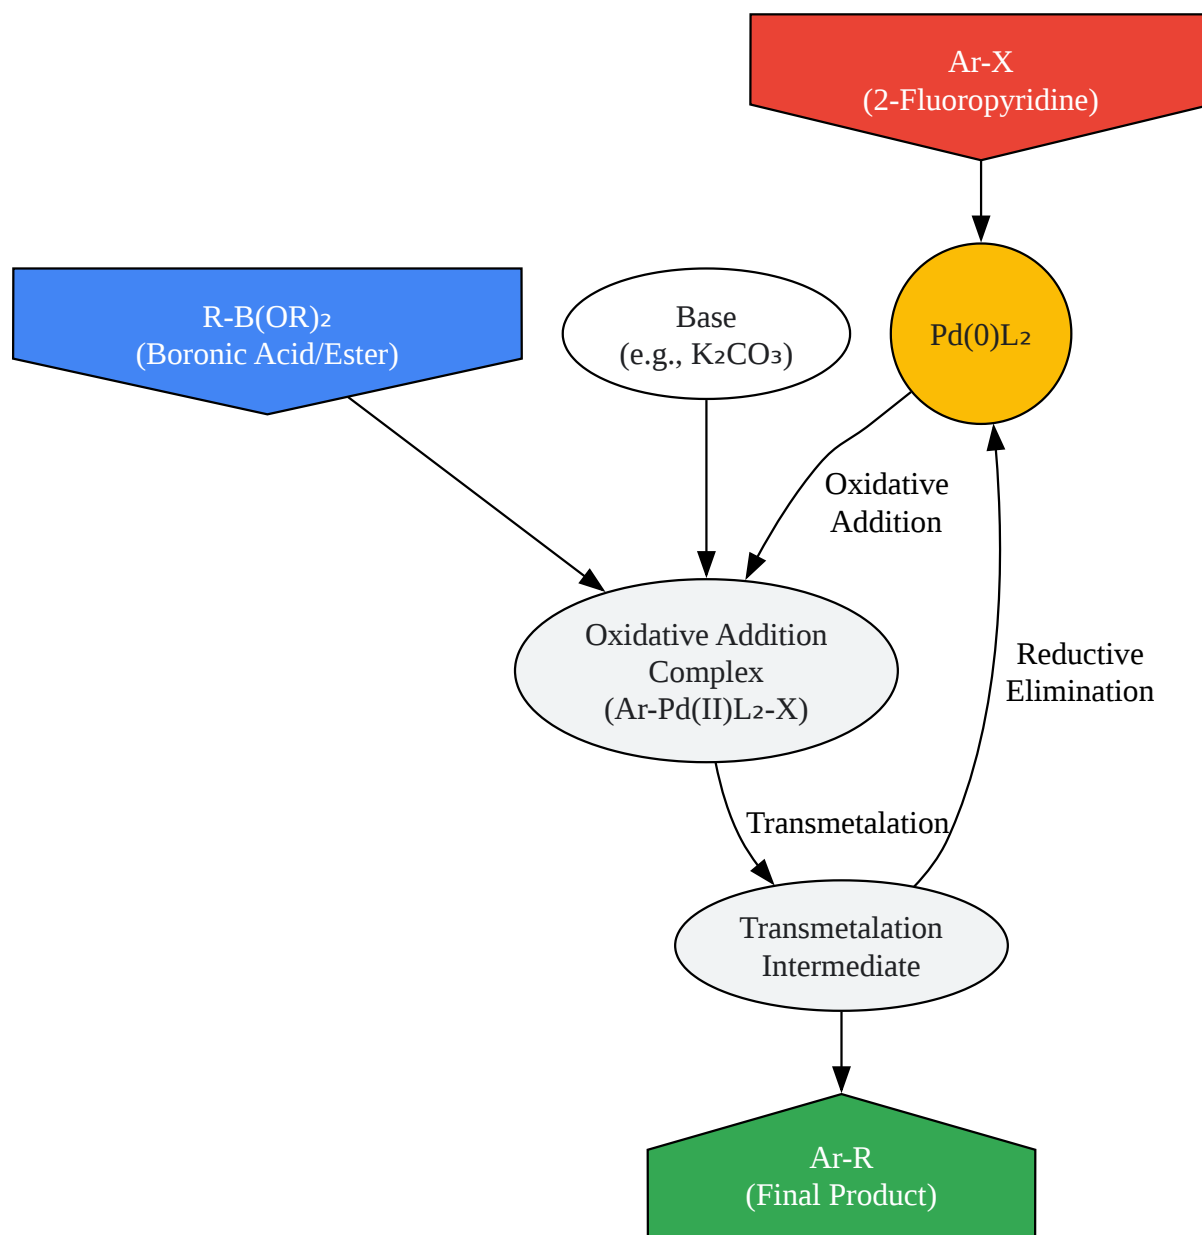 Ar-X
(2-Fluoropyridine)
R-B(OR)₂
(Boronic Acid/Ester)
Base
(e.g., K₂CO₃)
Pd(0)L₂
Oxidative
Addition
Oxidative Addition
Complex
(Ar-Pd(II)L₂-X)
Reductive
Elimination
Transmetalation
Transmetalation
Intermediate
Ar-R
(Final Product)